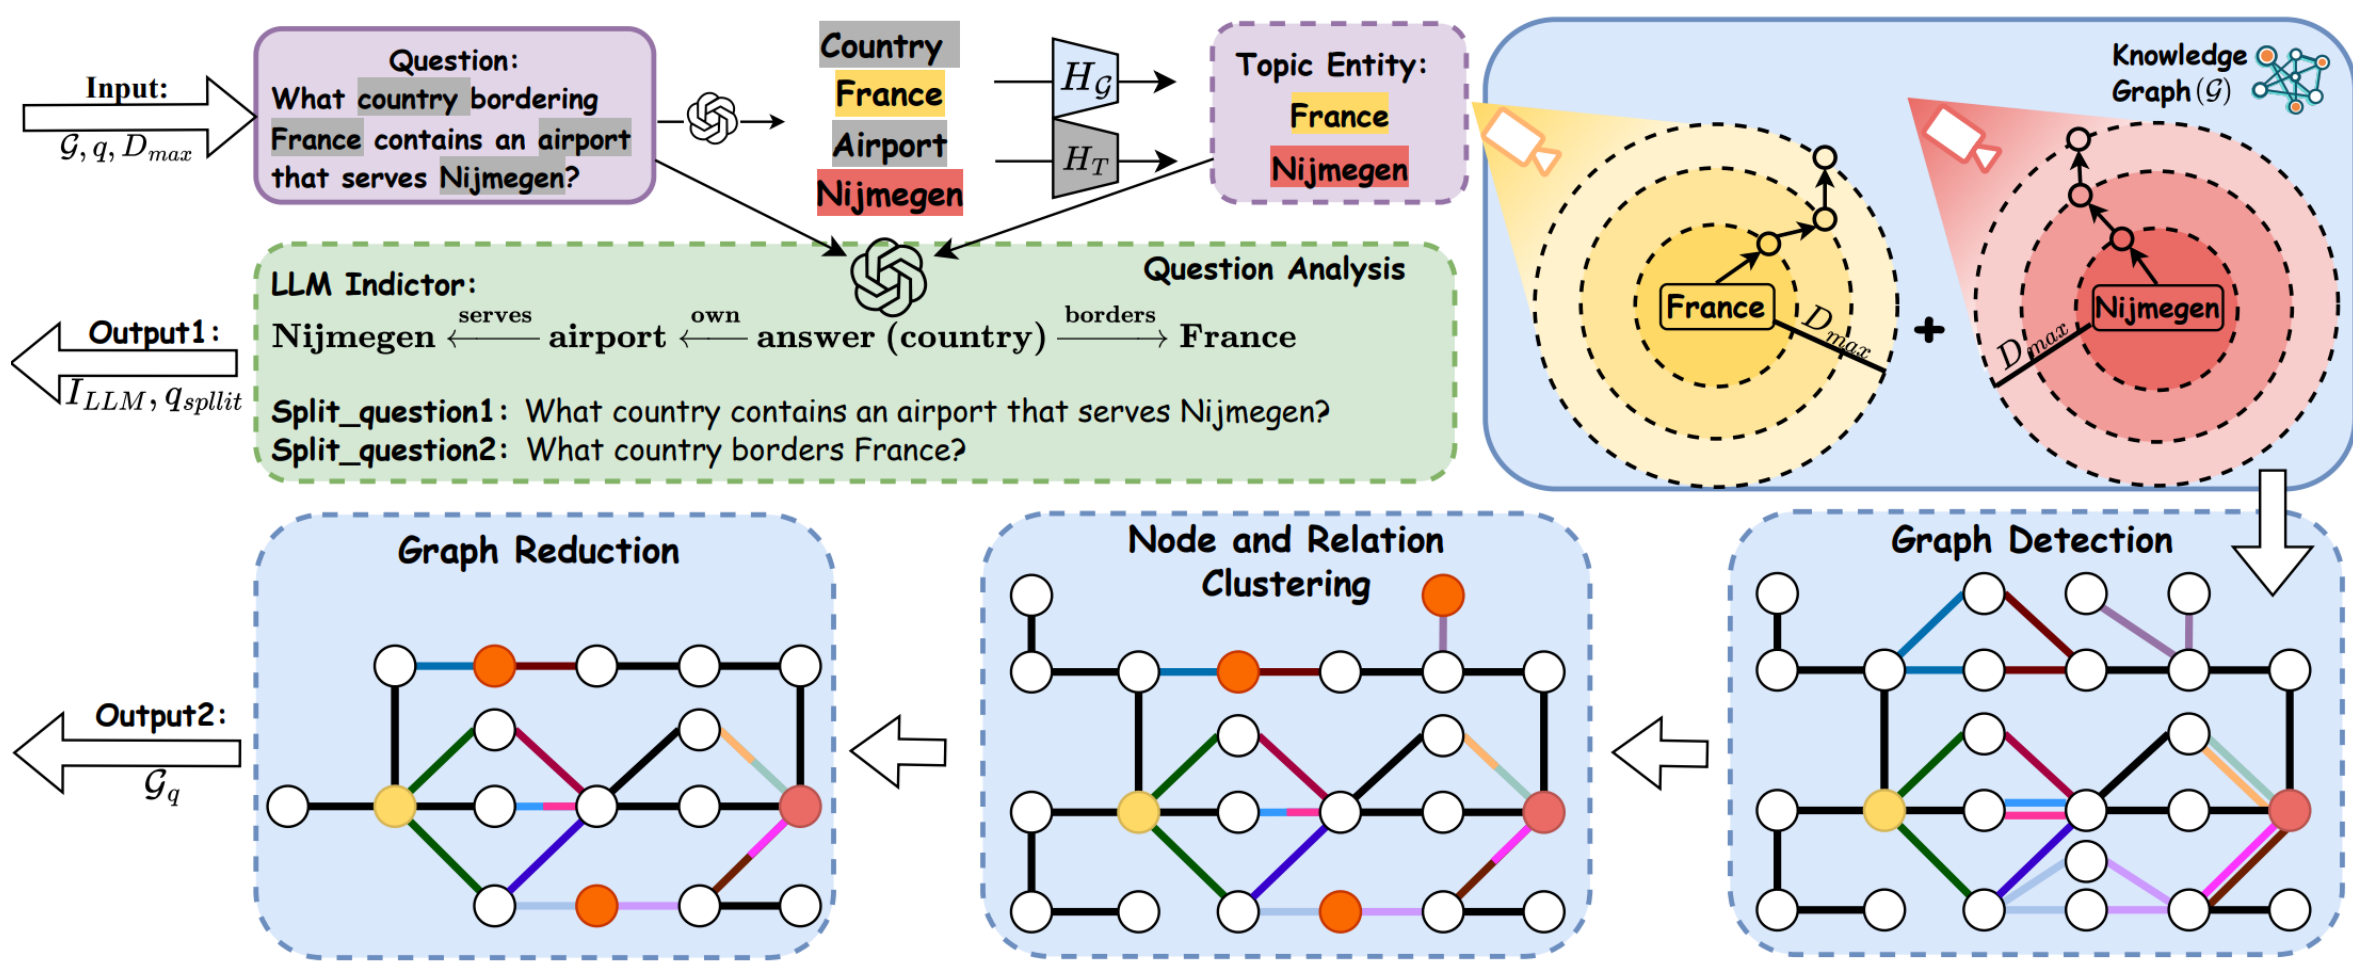 Input:
𝒢, q, D_max
Question:
What country bordering
France contains an airport
that serves Nijmegen?
Country
France
Airport
Nijmegen
H_𝒢
H_T
Topic Entity:
France
Nijmegen
Knowledge
Graph (𝒢)
France
D_max
+
Nijmegen
D_max
Question Analysis
LLM Indictor:
Nijmegen ←serves airport ←own answer (country) borders→ France
Split_question1: What country contains an airport that serves Nijmegen?
Split_question2: What country borders France?
Output1:
I_LLM, q_spllit
Graph Reduction
Node and Relation
Clustering
Graph Detection
Output2:
𝒢_q